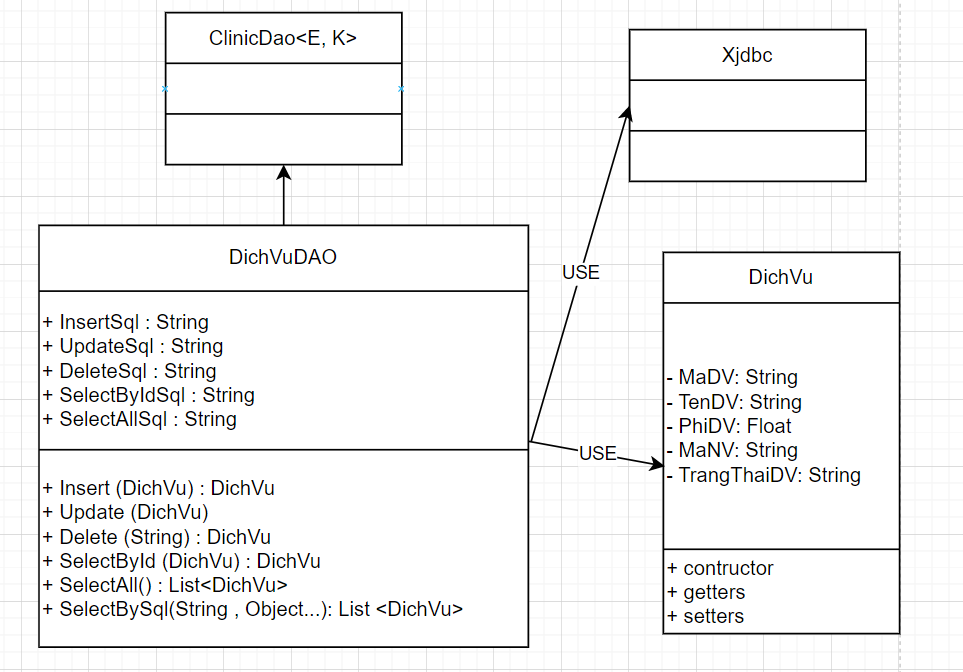 ClinicDao<E, K>
Xjdbc
DichVuDAO
+ InsertSql : String
+ UpdateSql : String
+ DeleteSql : String
+ SelectByIdSql : String
+ SelectAllSql : String
+ Insert (DichVu) : DichVu
+ Update (DichVu)
+ Delete (String) : DichVu
+ SelectById (DichVu) : DichVu
+ SelectAll() : List<DichVu>
+ SelectBySql(String , Object...): List <DichVu>
USE
USE
DichVu
- MaDV: String
- TenDV: String
- PhiDV: Float
- MaNV: String
- TrangThaiDV: String
+ contructor
+ getters
+ setters